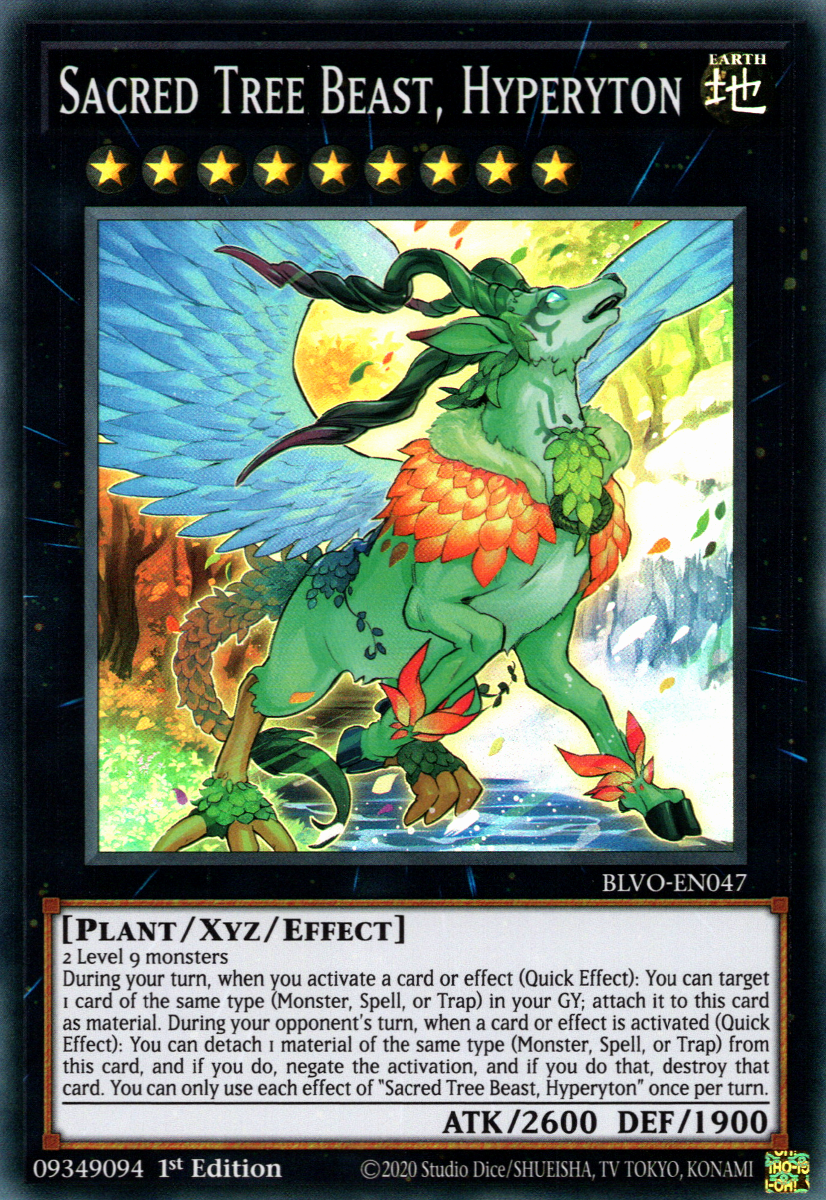 SACRED TREE BEAST, HYPERYTON
EARTH
地
BLVO-EN047
[PLANT/XYZ/EFFECT]
2 Level 9 monsters
During your turn, when you activate a card or effect (Quick Effect): You can target
1 card of the same type (Monster, Spell, or Trap) in your GY; attach it to this card
as material. During your opponent's turn, when a card or effect is activated (Quick
Effect): You can detach 1 material of the same type (Monster, Spell, or Trap) from
this card, and if you do, negate the activation, and if you do that, destroy that
card. You can only use each effect of "Sacred Tree Beast, Hyperyton" once per turn.
ATK/2600 DEF/1900
09349094 1st Edition
©2020 Studio Dice/SHUEISHA, TV TOKYO, KONAMI